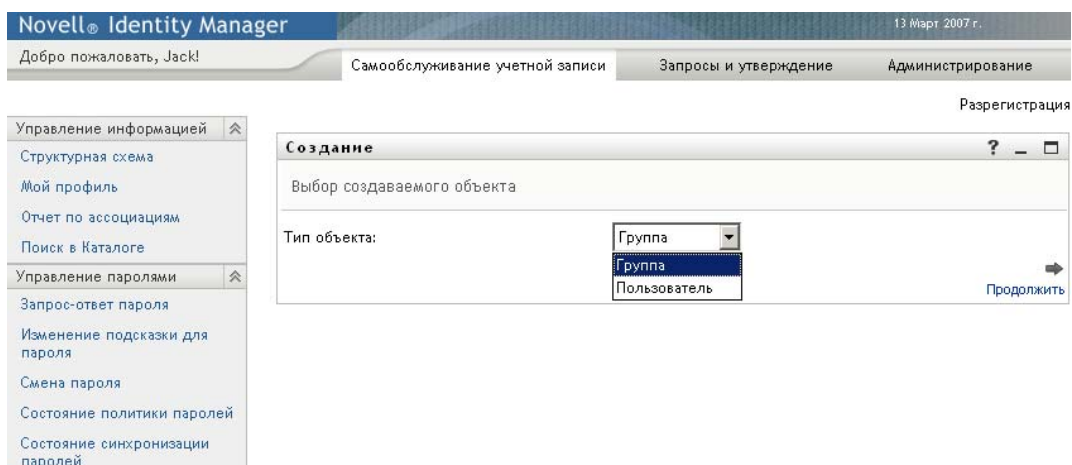 Novell® Identity Manager
13 Март 2007 г.
Добро пожаловать, Jack!
Самообслуживание учетной записи
Запросы и утверждение
Администрирование
Разрегистрация
Управление информацией
Структурная схема
Мой профиль
Отчет по ассоциациям
Поиск в Каталоге
Управление паролями
Запрос-ответ пароля
Изменение подсказки для
пароля
Смена пароля
Состояние политики паролей
Состояние синхронизации
паролей
Создание
?
Выбор создаваемого объекта
Тип объекта:
Группа
Группа
Пользователь
Продолжить